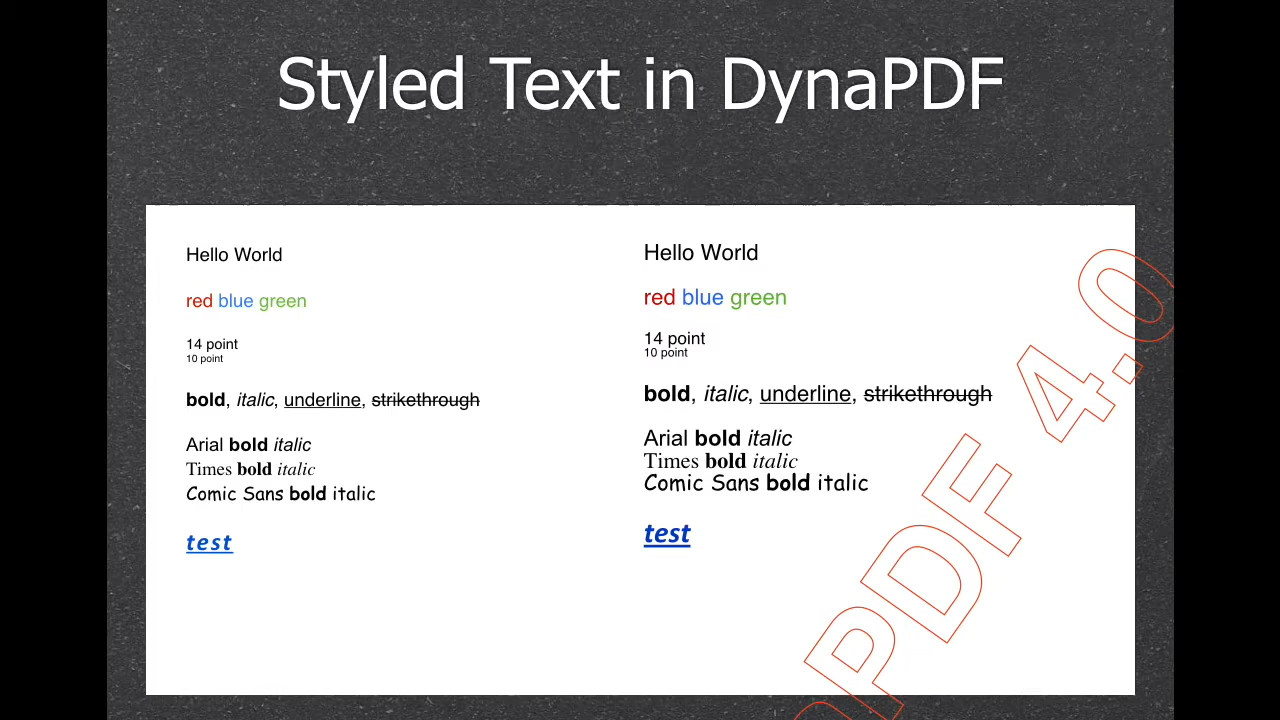 Styled Text in DynaPDF
Hello World
red blue green
14 point
10 point
bold, italic, underline, strikethrough
Arial bold italic
Times bold italic
Comic Sans bold italic
test
Hello World
red blue green
14 point
10 point
bold, italic, underline, strikethrough
Arial bold italic
Times bold italic
Comic Sans bold italic
test
PDF 4.0